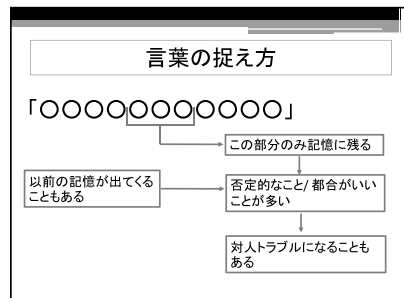 言葉の捉え方
「〇〇〇〇〇〇〇〇〇〇〇」
この部分のみ記憶に残る
以前の記憶が出てくる
こともある
否定的なこと/都合がいい
ことが多い
対人トラブルになることも
ある